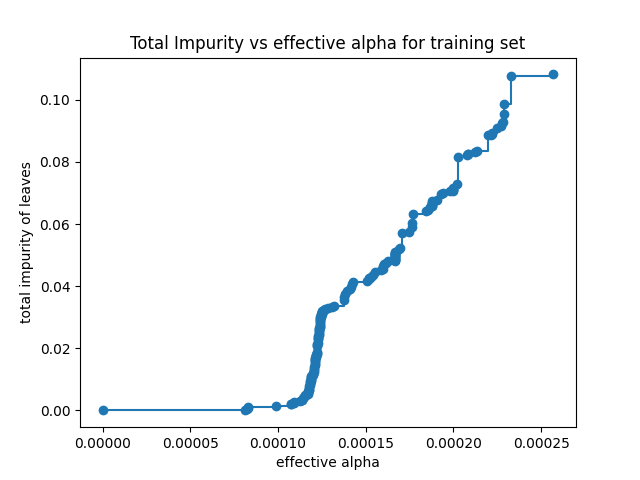 Total Impurity vs effective alpha for training set
total impurity of leaves
0.10
0.08
0.06
0.04
0.02
0.00
0.00000 0.00005 0.00010 0.00015 0.00020 0.00025
effective alpha